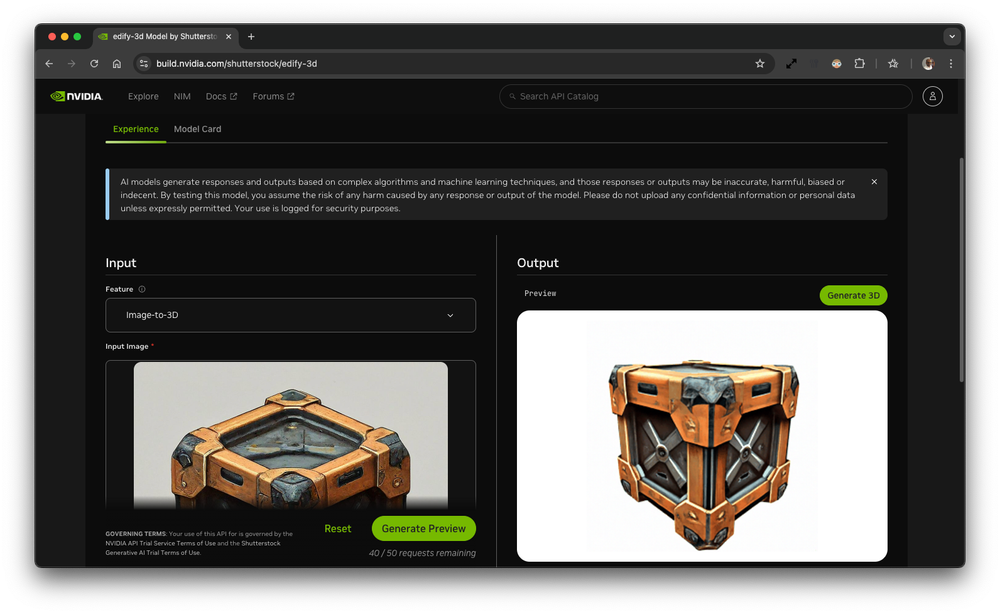 edify-3d Model by Shuttersto
build.nvidia.com/shutterstock/edify-3d
NVIDIA.
Explore NIM Docs Forums
Search API Catalog
Experience Model Card
AI models generate responses and outputs based on complex algorithms and machine learning techniques, and those responses or outputs may be inaccurate, harmful, biased or
indecent. By testing this model, you assume the risk of any harm caused by any response or output of the model. Please do not upload any confidential information or personal data
unless expressly permitted. Your use is logged for security purposes.
Input
Feature
Image-to-3D
Input Image *
GOVERNING TERMS: Your use of this API for is governed by the
NVIDIA API Trial Service Terms of Use and the Shutterstock
Generative AI Trial Terms of Use.
Reset
Generate Preview
40 / 50 requests remaining
Output
Preview
Generate 3D